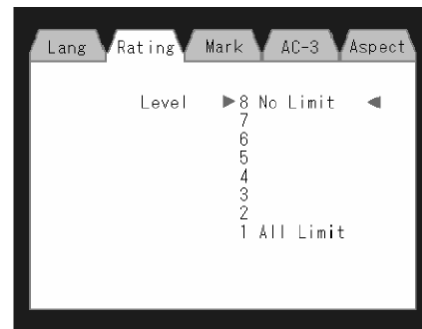 Lang Rating Mark AC-3 Aspect
Level ▶8 No Limit ◀
7
6
5
4
3
2
1 All Limit